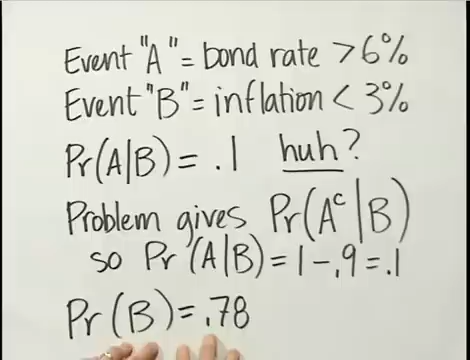 Event "A" = bond rate > 6%
Event "B" = inflation < 3%
Pr(A|B) = .1 huh?
Problem gives Pr(Aᶜ|B)
so Pr(A|B) = 1-.9 = .1
Pr(B) = .78